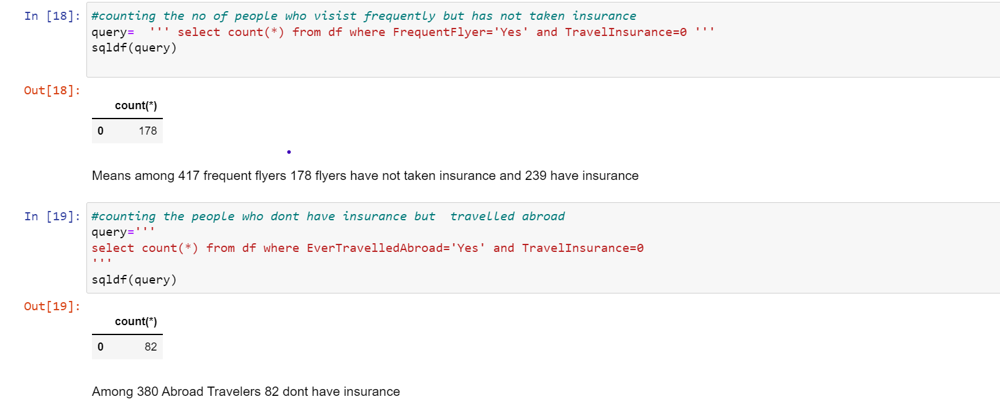 In [18]: #counting the no of people who visist frequently but has not taken insurance
query=  ''' select count(*) from df where FrequentFlyer='Yes' and TravelInsurance=0 '''
sqldf(query)
Out[18]:
count(*)
0 178
Means among 417 frequent flyers 178 flyers have not taken insurance and 239 have insurance
In [19]: #counting the people who dont have insurance but  travelled abroad
query='''
select count(*) from df where EverTravelledAbroad='Yes' and TravelInsurance=0
'''
sqldf(query)
Out[19]:
count(*)
0 82
Among 380 Abroad Travelers 82 dont have insurance